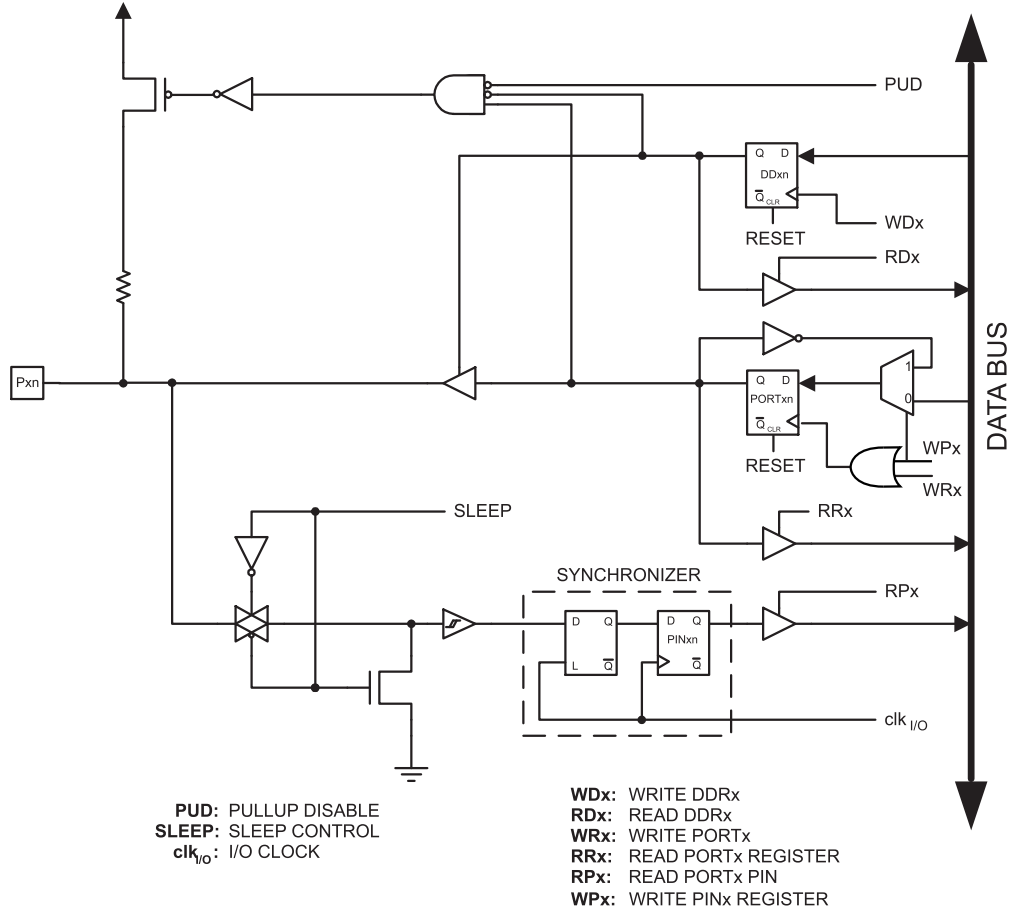 PUD
Q D
DDxn
Q CLR
WDx
RESET
RDx
Pxn
1
Q D
PORTxn
0
Q CLR
WPx
RESET
WRx
DATA BUS
SLEEP
RRx
SYNCHRONIZER
RPx
D Q
L Q
D Q
PINxn
Q
clk I/O
PUD: PULLUP DISABLE
SLEEP: SLEEP CONTROL
clk I/O: I/O CLOCK
WDx: WRITE DDRx
RDx: READ DDRx
WRx: WRITE PORTx
RRx: READ PORTx REGISTER
RPx: READ PORTx PIN
WPx: WRITE PINx REGISTER